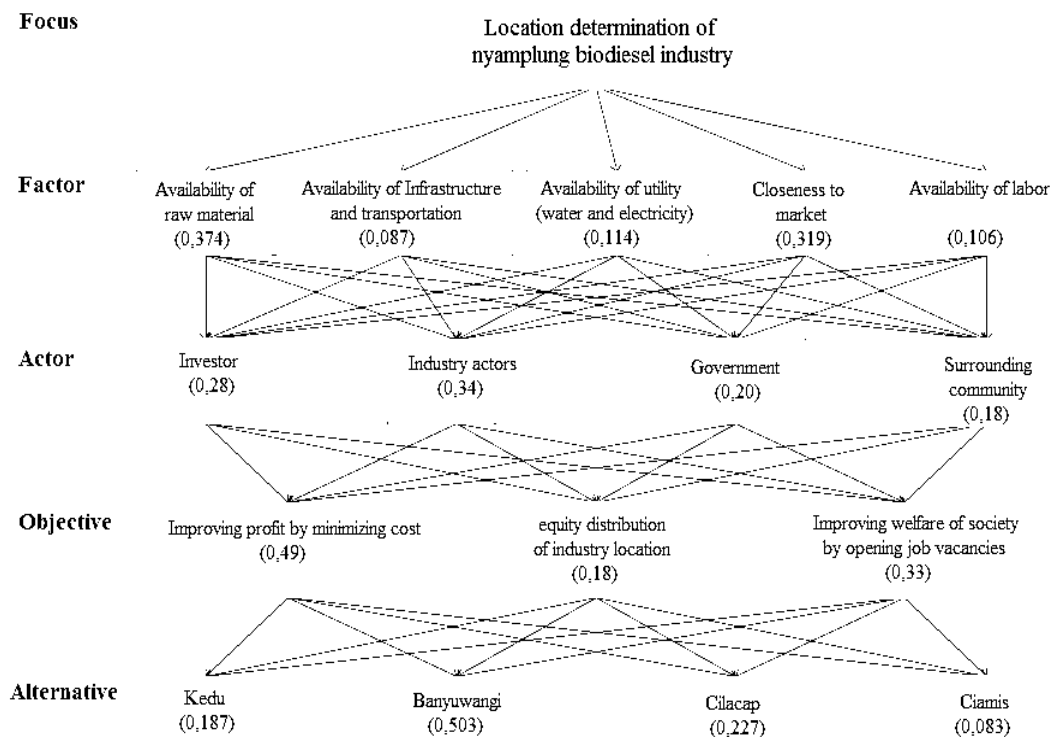 Focus
Location determination of
nyamplung biodiesel industry
Factor
Availability of
raw material
(0,374)
Availability of Infrastructure
and transportation
(0,087)
Availability of utility
(water and electricity)
(0,114)
Closeness to
market
(0,319)
Availability of labor
(0,106)
Actor
Investor
(0,28)
Industry actors
(0,34)
Government
(0,20)
Surrounding
community
(0,18)
Objective
Improving profit by minimizing cost
(0,49)
equity distribution
of industry location
(0,18)
Improving welfare of society
by opening job vacancies
(0,33)
Alternative
Kedu
(0,187)
Banyuwangi
(0,503)
Cilacap
(0,227)
Ciamis
(0,083)